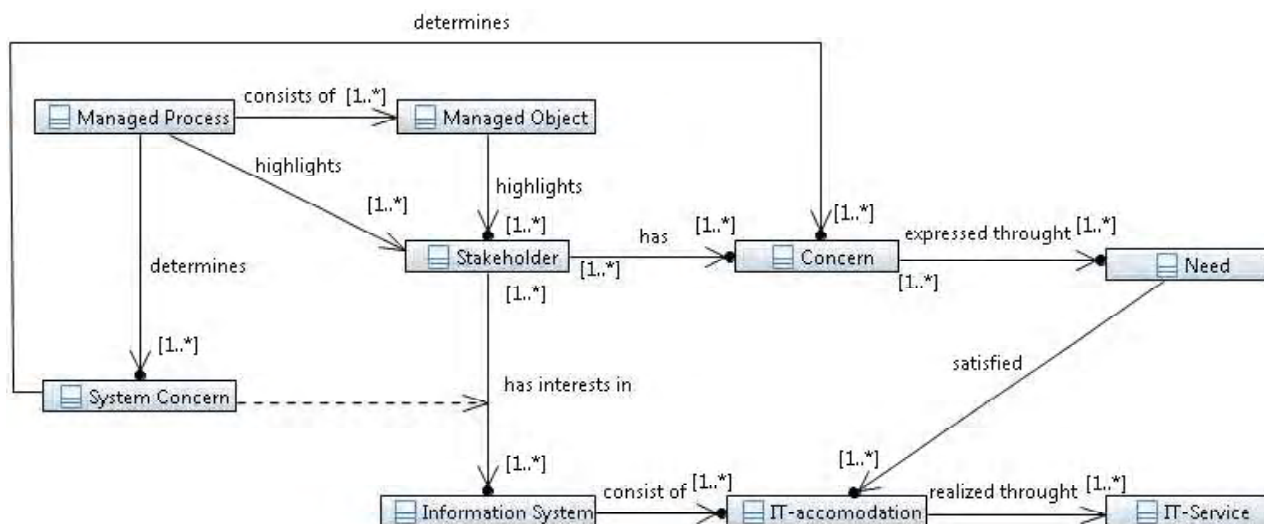 determines
consists of [1..*]
Managed Process
Managed Object
highlights
[1..*]
highlights
[1..*]
[1..*]
[1..*]
[1..*]
has
expressed throught
Stakeholder
Concern
Need
[1..*]
[1..*]
determines
[1..*]
[1..*]
satisfied
System Concern
has interests in
[1..*]
[1..*]
consist of [1..*]
realized throught [1..*]
Information System
IT-accomodation
IT-Service